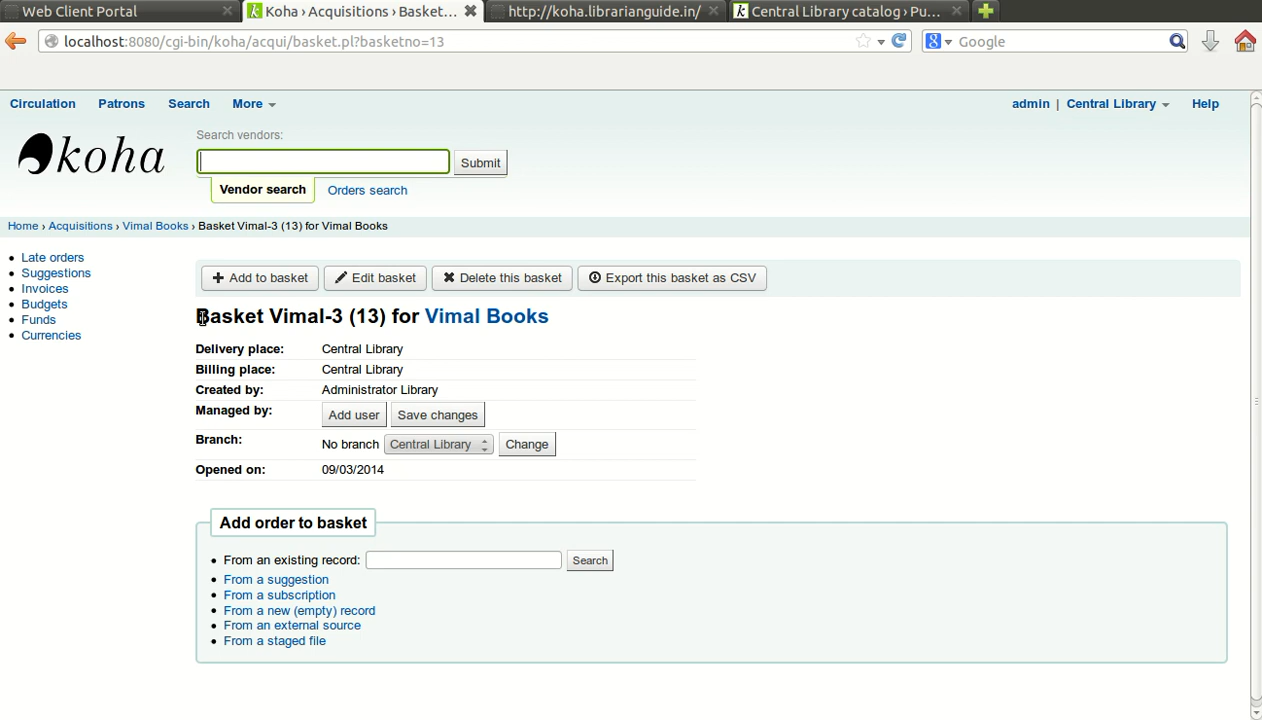 Web Client Portal
Koha › Acquisitions › Basket...
http://koha.librarianguide.in/
Central Library catalog › Pu...
localhost:8080/cgi-bin/koha/acqui/basket.pl?basketno=13
Google
Circulation Patrons Search More
admin | Central Library Help
koha
Search vendors:
Submit
Vendor search Orders search
Home › Acquisitions › Vimal Books › Basket Vimal-3 (13) for Vimal Books
Late orders
Suggestions
Invoices
Budgets
Funds
Currencies
Add to basket Edit basket Delete this basket Export this basket as CSV
Basket Vimal-3 (13) for Vimal Books
Delivery place: Central Library
Billing place: Central Library
Created by: Administrator Library
Managed by: Add user Save changes
Branch: No branch Central Library Change
Opened on: 09/03/2014
Add order to basket
From an existing record: Search
From a suggestion
From a subscription
From a new (empty) record
From an external source
From a staged file